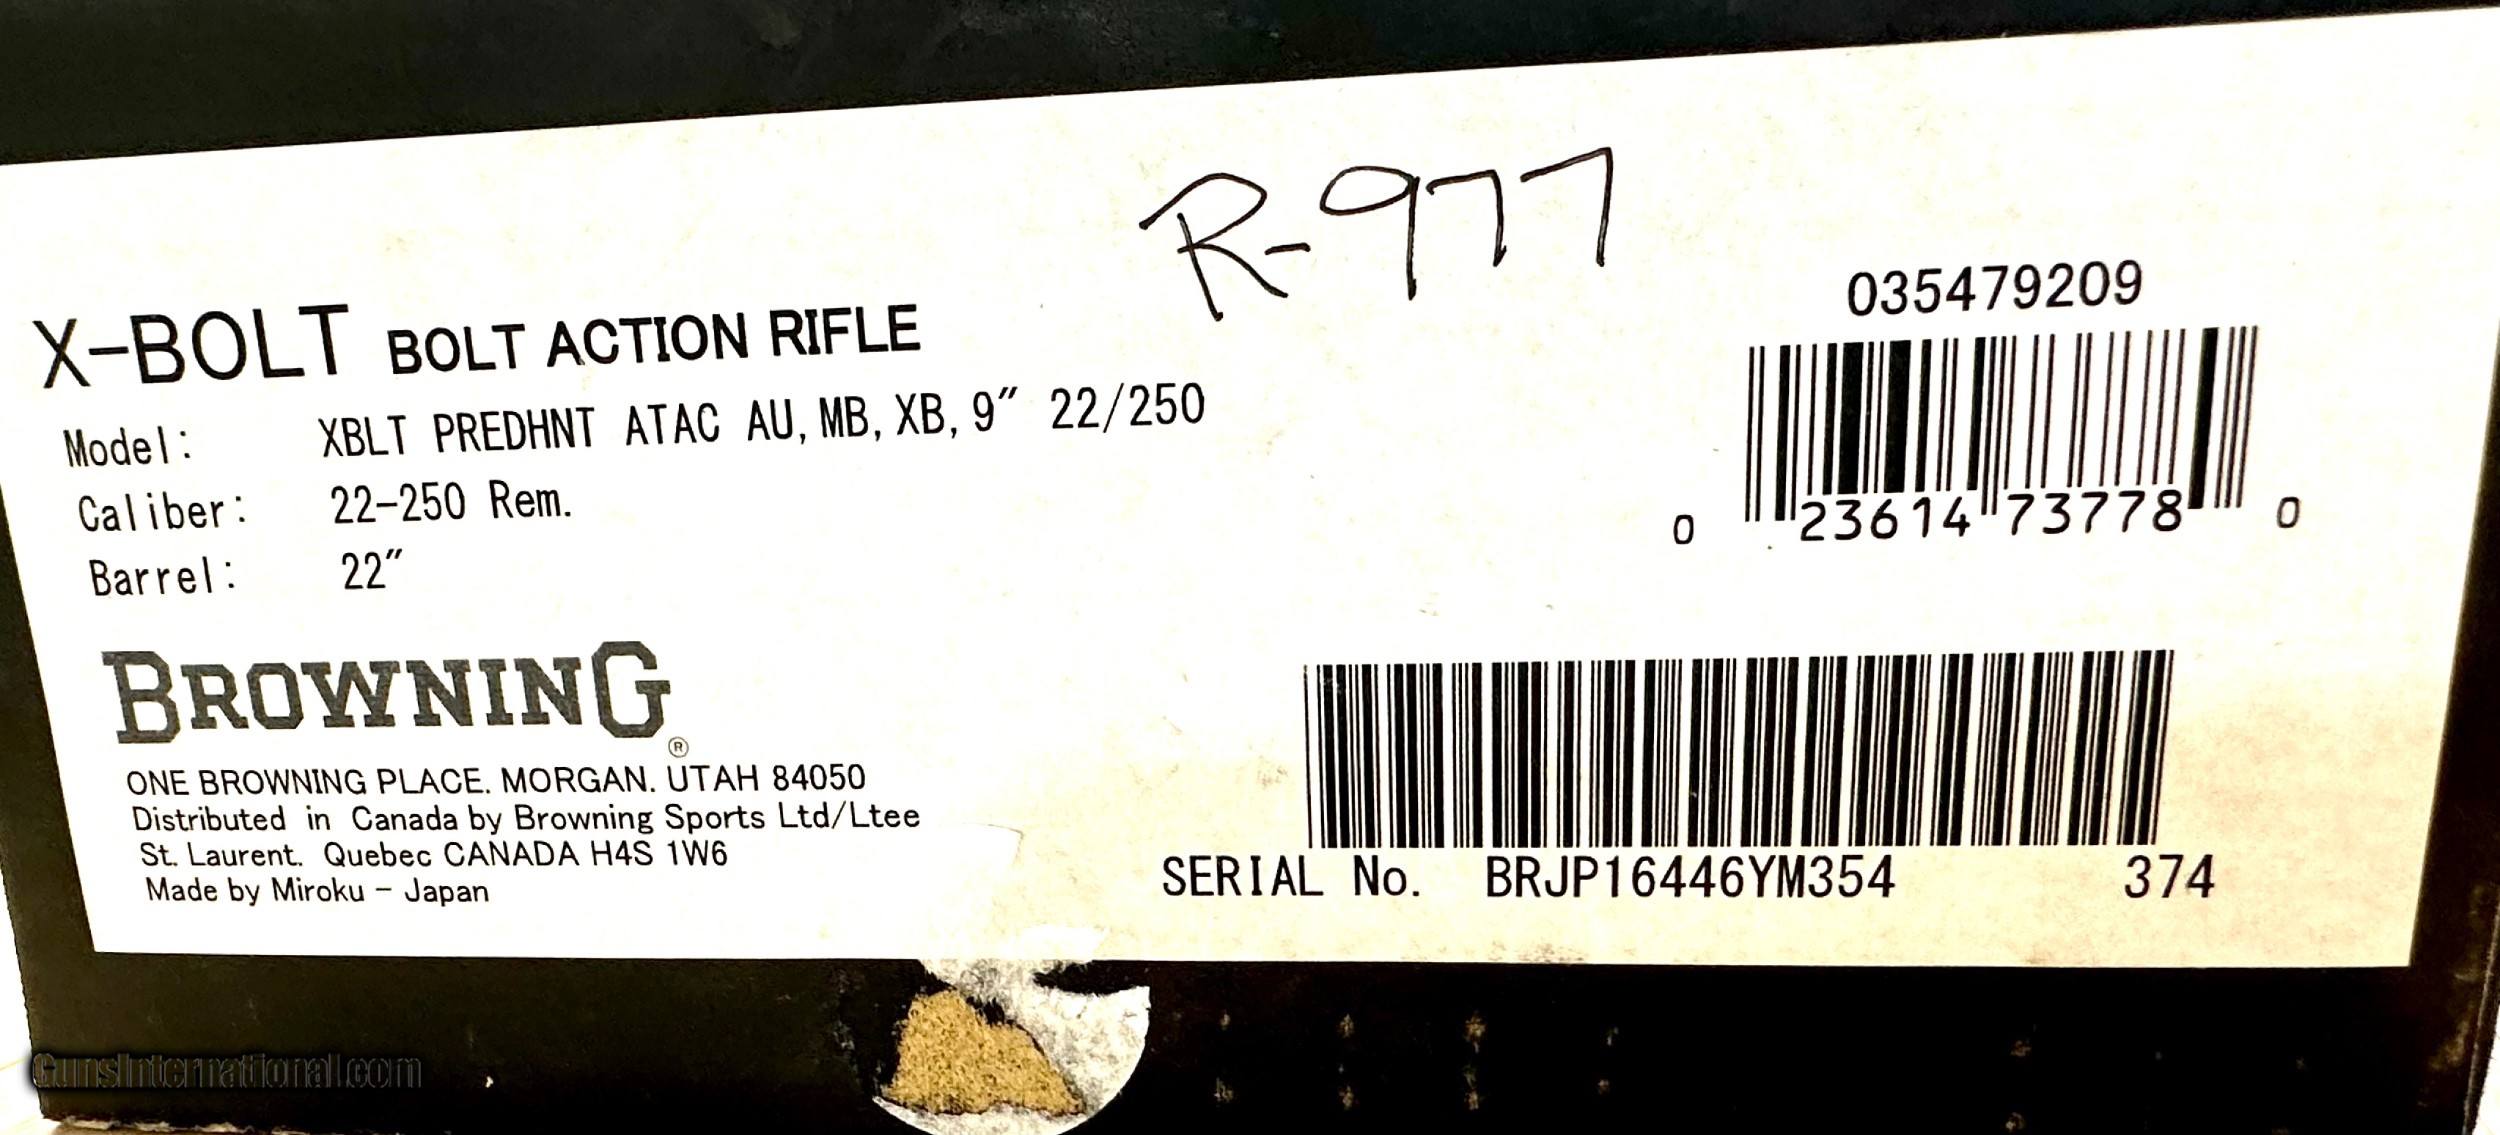 R-977
035479209
X-BOLT BOLT ACTION RIFLE
Model: XBLT PREDHNT ATAC AU, MB, XB, 9" 22/250
Caliber: 22-250 Rem.
Barrel: 22"
0 23614 73778 0
BROWNING®
ONE BROWNING PLACE. MORGAN. UTAH 84050
Distributed in Canada by Browning Sports Ltd/Ltee
St. Laurent. Quebec CANADA H4S 1W6
Made by Miroku - Japan
SERIAL No. BRJP16446YM354 374
GunsInternational.com